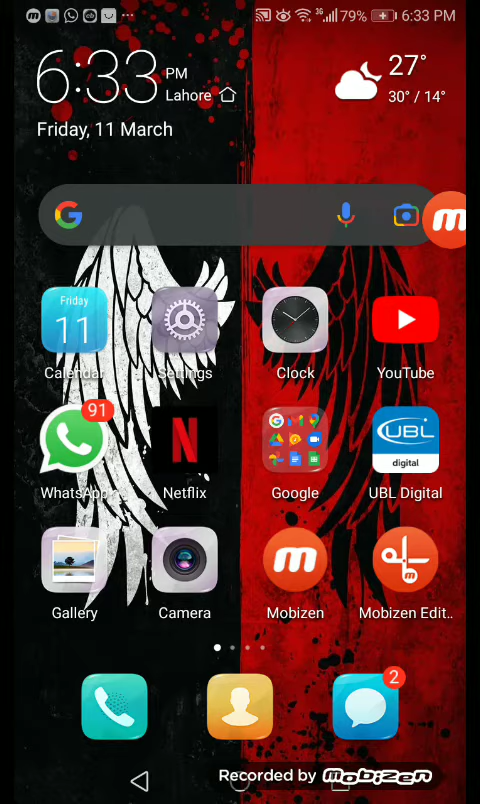 3G 79% 6:33 PM
6:33 PM
Lahore
27°
30° / 14°
Friday, 11 March
Friday
11
Calendar Settings Clock YouTube
91
N
UBL
digital
WhatsApp Netflix Google UBL Digital
Gallery Camera Mobizen Mobizen Edit..
2
Recorded by Mobizen